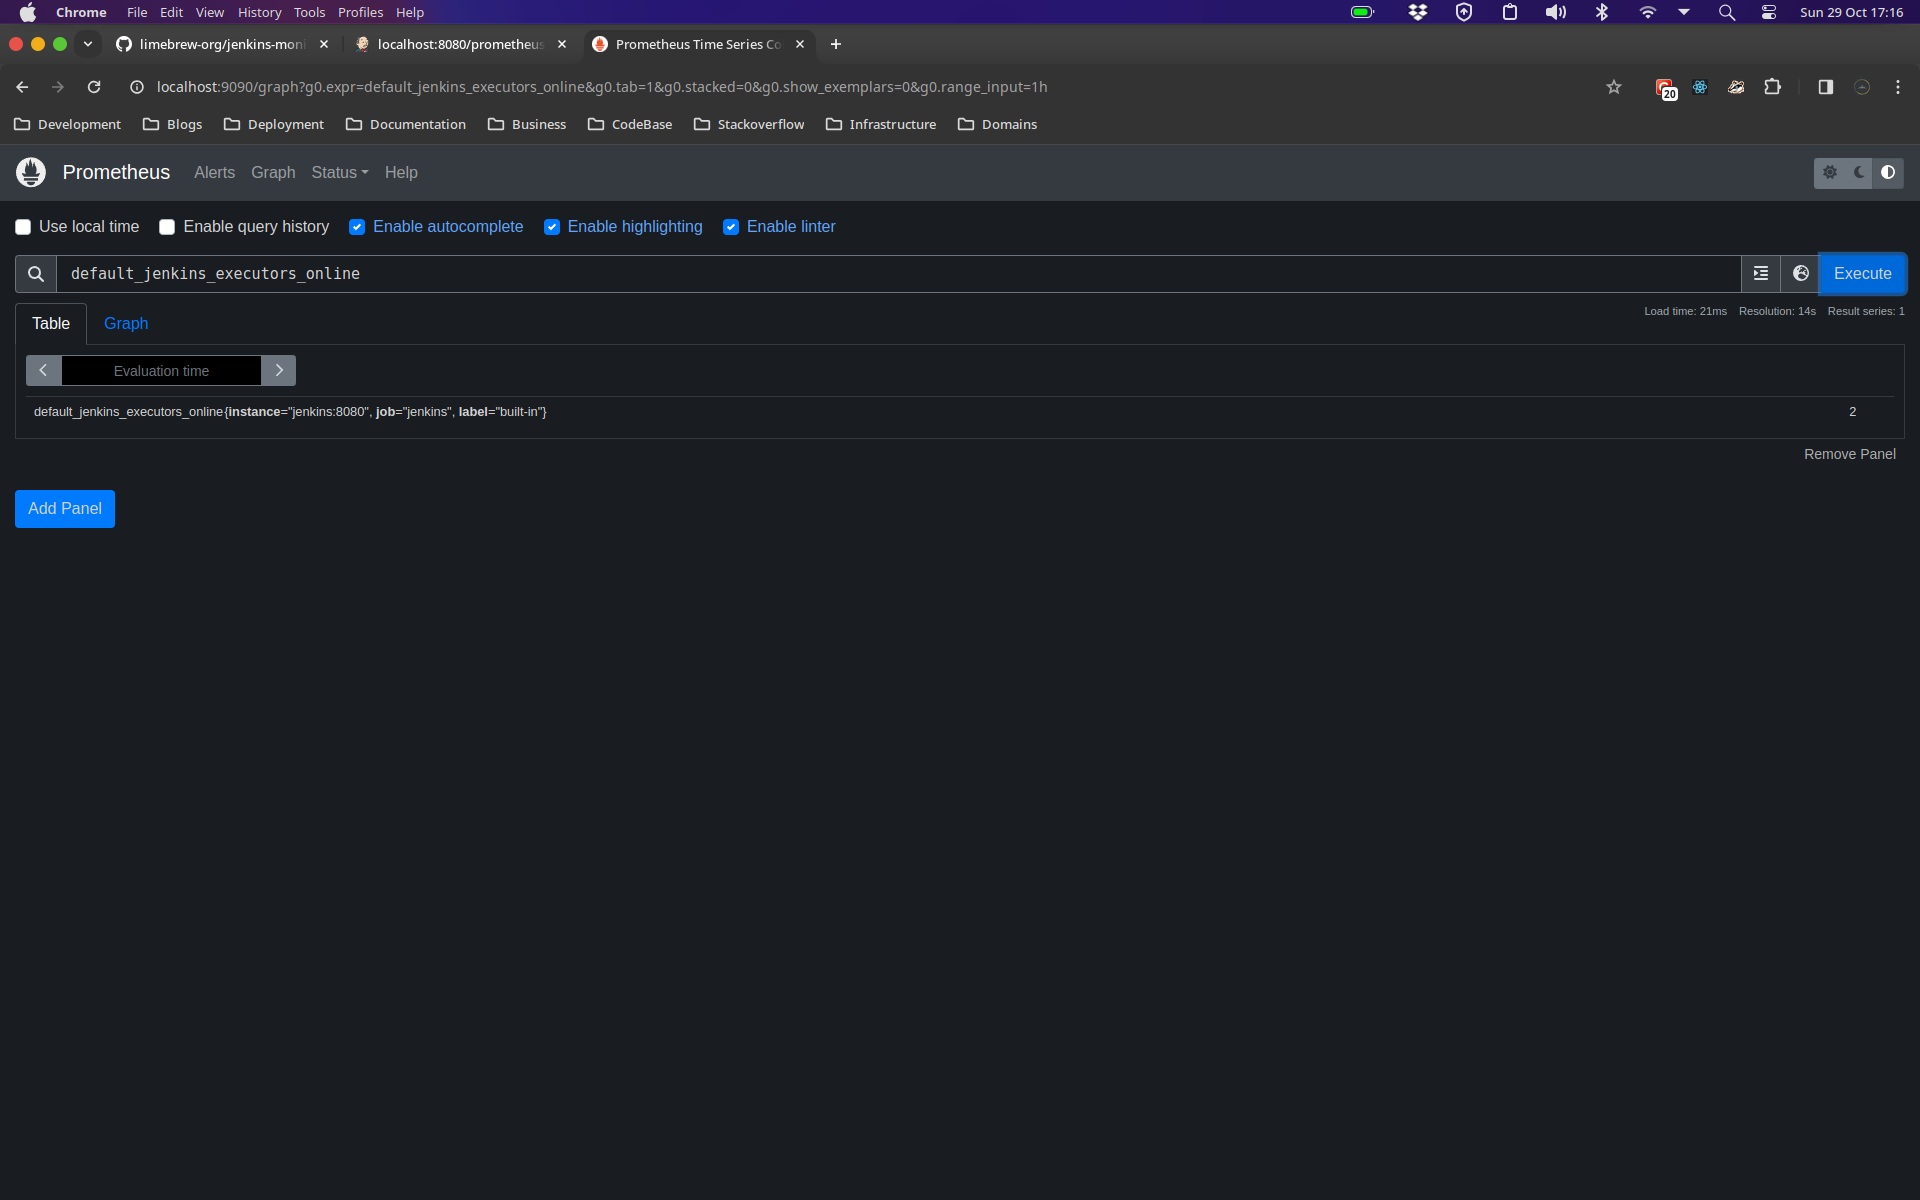 Chrome File Edit View History Tools Profiles Help Sun 29 Oct 17:16
limebrew-org/jenkins-moni localhost:8080/prometheus Prometheus Time Series Co
localhost:9090/graph?g0.expr=default_jenkins_executors_online&g0.tab=1&g0.stacked=0&g0.show_exemplars=0&g0.range_input=1h 20
Development Blogs Deployment Documentation Business CodeBase Stackoverflow Infrastructure Domains
Prometheus Alerts Graph Status Help
Use local time Enable query history Enable autocomplete Enable highlighting Enable linter
default_jenkins_executors_online Execute
Table Graph Load time: 21ms Resolution: 14s Result series: 1
Evaluation time
default_jenkins_executors_online{instance="jenkins:8080", job="jenkins", label="built-in"} 2
Remove Panel
Add Panel